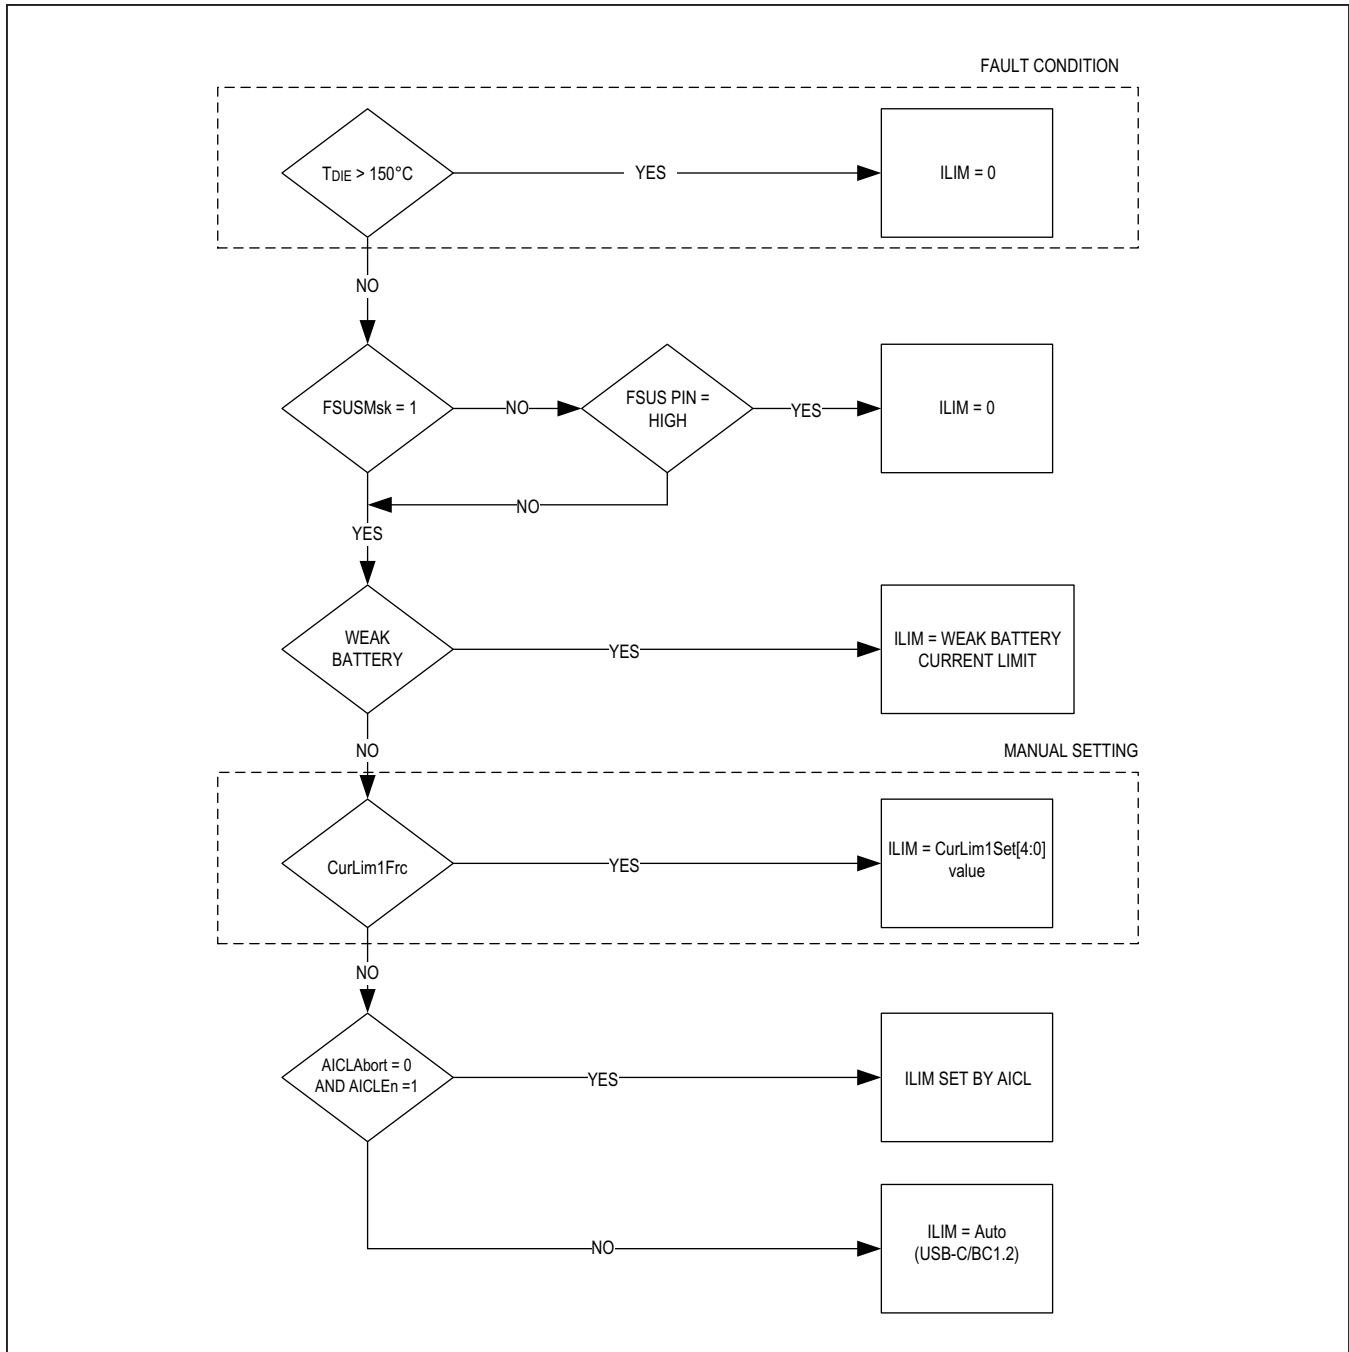 FAULT CONDITION
TDIE > 150°C
YES
ILIM = 0
NO
FSUSMsk = 1
NO
FSUS PIN =
HIGH
YES
ILIM = 0
NO
YES
WEAK
BATTERY
YES
ILIM = WEAK BATTERY
CURRENT LIMIT
NO
MANUAL SETTING
CurLim1Frc
YES
ILIM = CurLim1Set[4:0]
value
NO
AICLAbort = 0
AND AICLEn =1
YES
ILIM SET BY AICL
NO
ILIM = Auto
(USB-C/BC1.2)